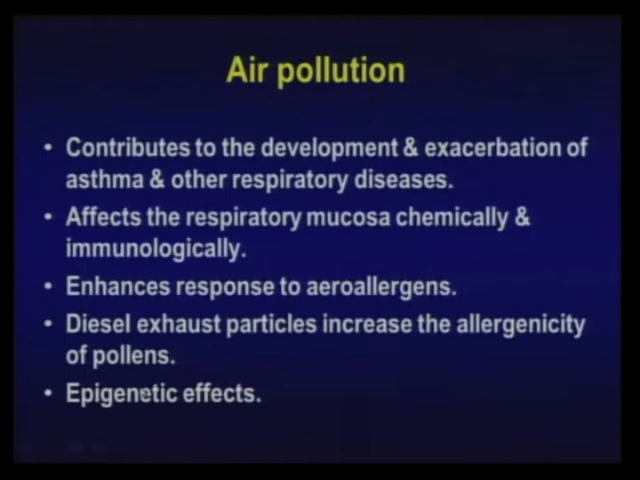 Air pollution
• Contributes to the development & exacerbation of
asthma & other respiratory diseases.
• Affects the respiratory mucosa chemically &
immunologically.
• Enhances response to aeroallergens.
• Diesel exhaust particles increase the allergenicity
of pollens.
• Epigenetic effects.